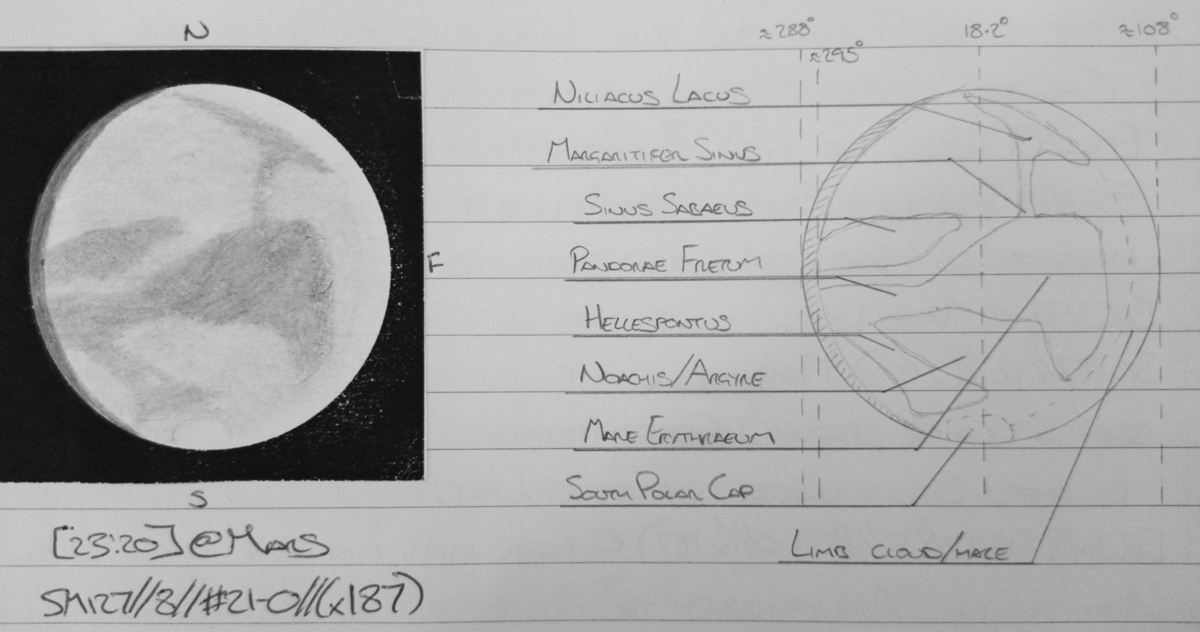 N
≈288° 18.2° ≈108°
≈295°
NILIACUS LACUS
MARGARITIFER SINUS
SINUS SABAEUS
PANDORAE FRETUM
F
HELLESPONTUS
NOACHIS/ARGYRE
MARE ERYTHRAEUM
SOUTH POLAR CAP
S
[23:20]@MARS
LIMB CLOUD/HAZE
SM127//8//#21-0//(x187)